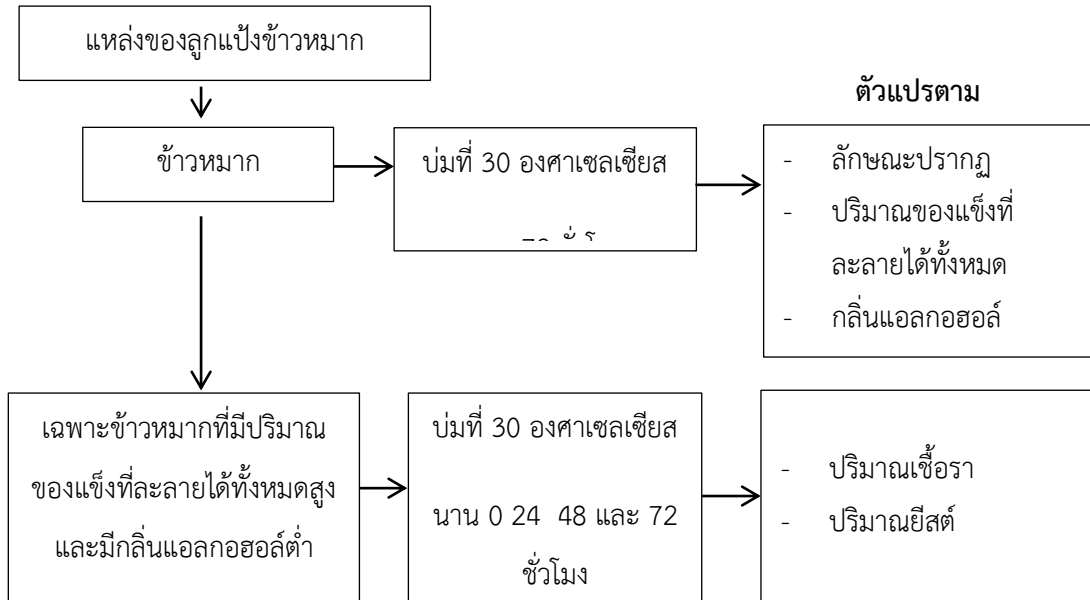 แหล่งของลูกแป้งข้าวหมาก
ตัวแปรตาม
ข้าวหมาก
บ่มที่ 30 องศาเซลเซียส
- ลักษณะปรากฏ
- ปริมาณของแข็งที่
ละลายได้ทั้งหมด
- กลิ่นแอลกอฮอล์
เฉพาะข้าวหมากที่มีปริมาณ
ของแข็งที่ละลายได้ทั้งหมดสูง
และมีกลิ่นแอลกอฮอล์ต่ำ
บ่มที่ 30 องศาเซลเซียส
นาน 0 24 48 และ 72
ชั่วโมง
- ปริมาณเชื้อรา
- ปริมาณยีสต์